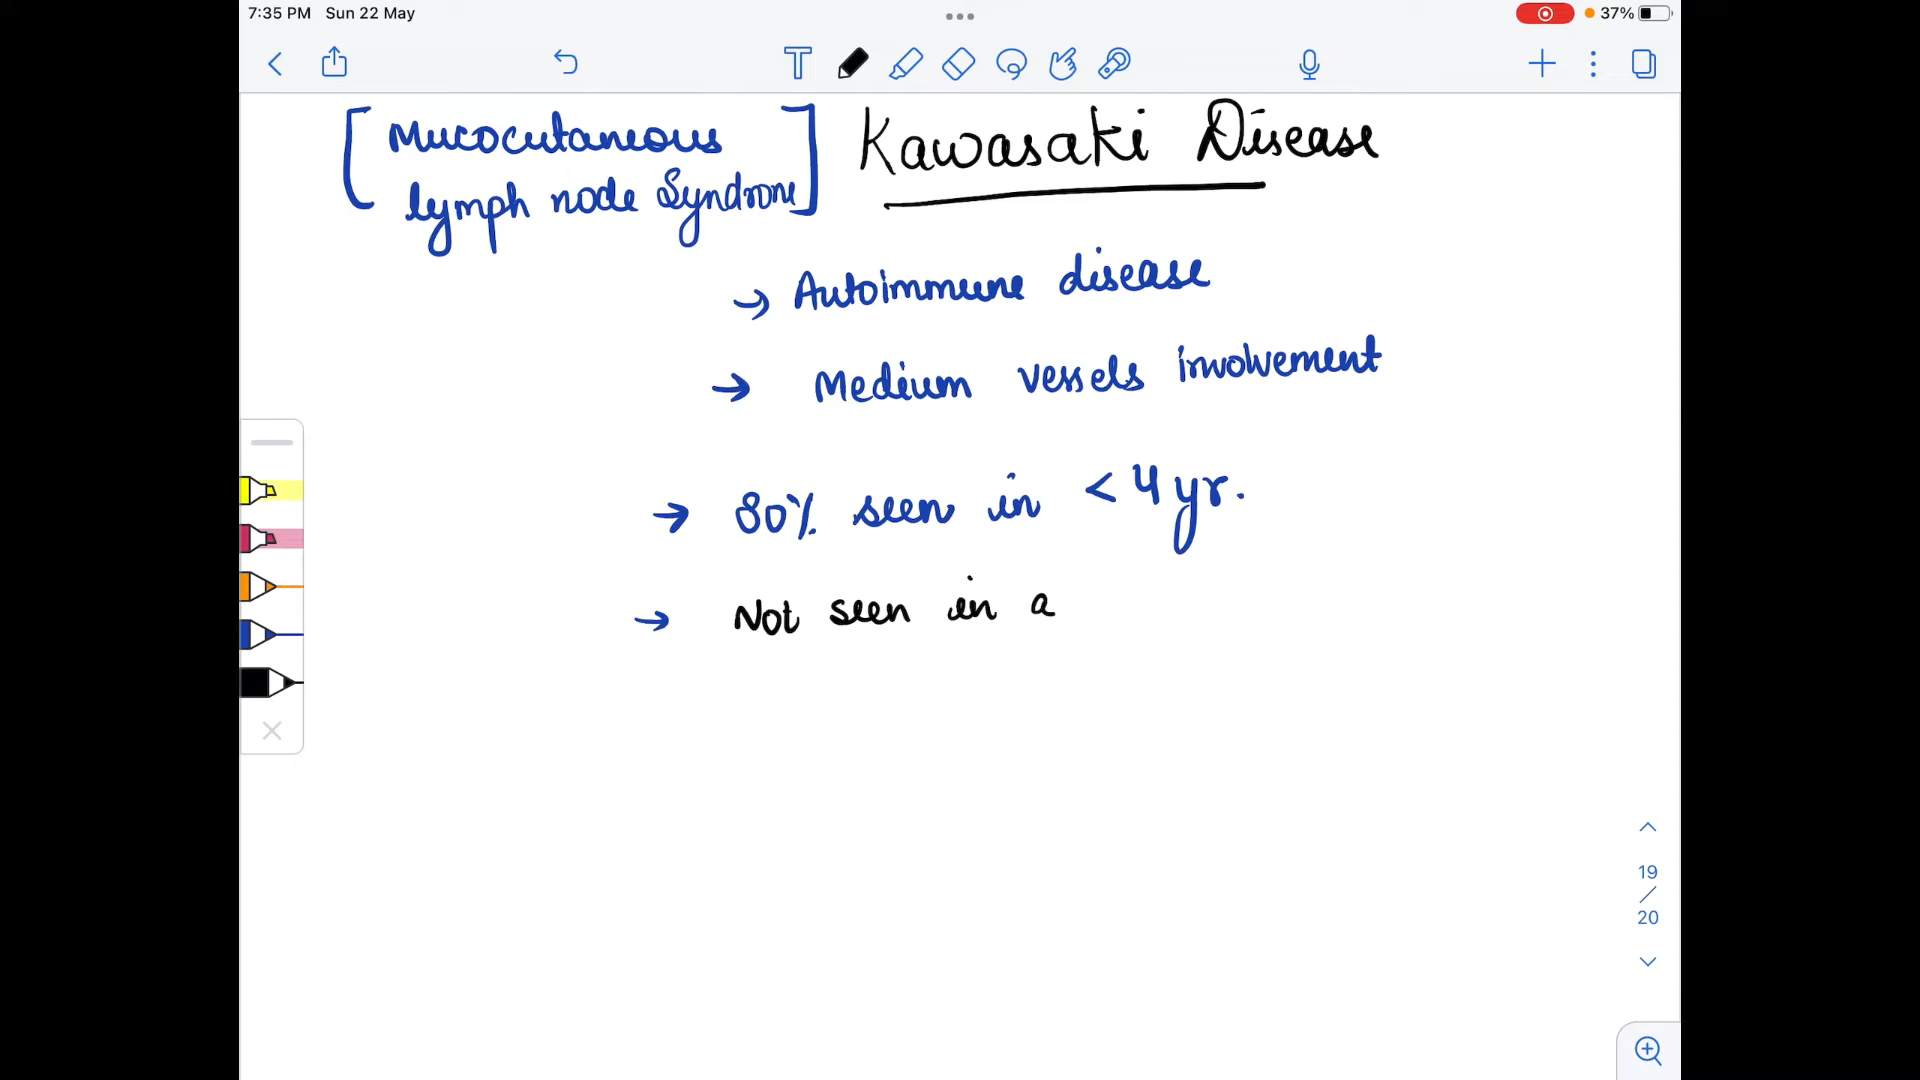 7:35 PM Sun 22 May
37%
[Mucocutaneous
lymph node Syndrone]
Kawasaki Disease
→ Autoimmune disease
→ Medium vessels involvement
→ 80% seen in < 4 yr.
→ Not seen in a
19
/
20